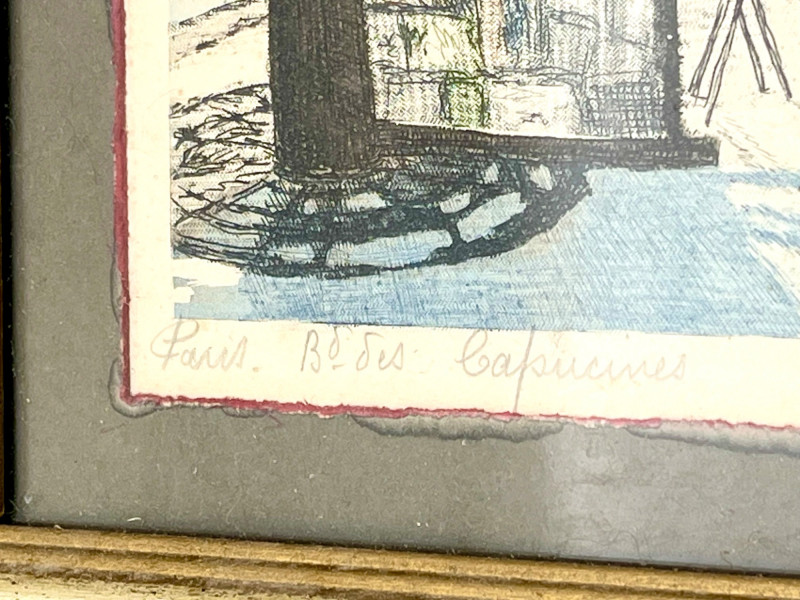 Paris. Bd des Capucines